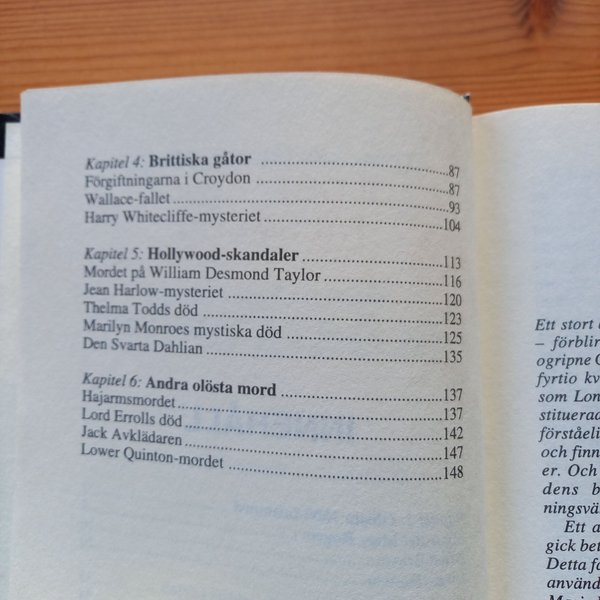 Kapitel 4: Brittiska gåtor ........ 87
Förgiftningarna i Croydon ........ 87
Wallace-fallet ........ 93
Harry Whitecliffe-mysteriet ........ 104
Kapitel 5: Hollywood-skandaler ........ 113
Mordet på William Desmond Taylor ........ 116
Jean Harlow-mysteriet ........ 120
Thelma Todds död ........ 123
Marilyn Monroes mystiska död ........ 125
Den Svarta Dahlian ........ 135
Kapitel 6: Andra olösta mord ........ 137
Hajarmsmordet ........ 137
Lord Errolls död ........ 142
Jack Avklädaren ........ 147
Lower Quinton-mordet ........ 148
Ett stort
– förblir
ogripne
fyrtio kv
som Lon
stituerad
förståeli
och finn
er. Och
dens b
ningsvä
Ett a
gick bet
Detta fa
använd